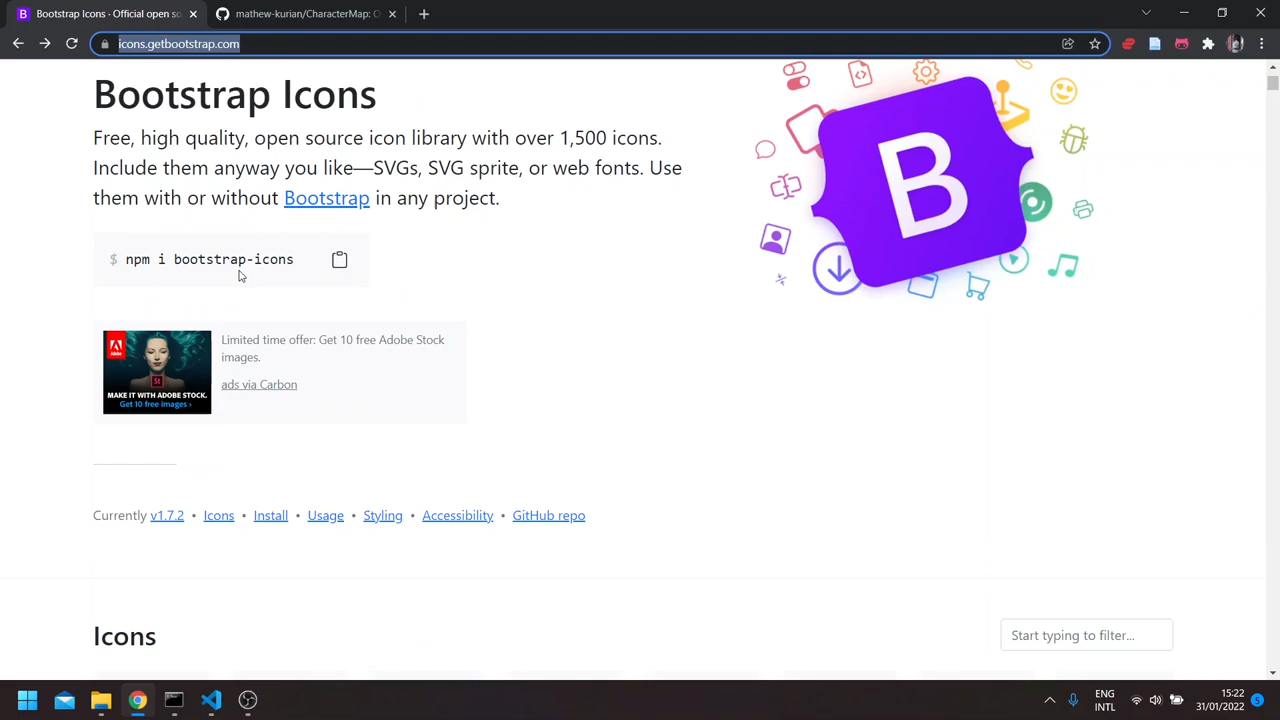 Bootstrap Icons · Official open so
mathew-kurian/CharacterMap: C
icons.getbootstrap.com
Bootstrap Icons
Free, high quality, open source icon library with over 1,500 icons.
Include them anyway you like—SVGs, SVG sprite, or web fonts. Use
them with or without Bootstrap in any project.
$ npm i bootstrap-icons
B
Limited time offer: Get 10 free Adobe Stock
images.
ads via Carbon
Adobe
St
MAKE IT WITH ADOBE STOCK.
Get 10 free images ›
Currently v1.7.2 • Icons • Install • Usage • Styling • Accessibility • GitHub repo
Icons
Start typing to filter...
ENG
INTL
15:22
31/01/2022
5